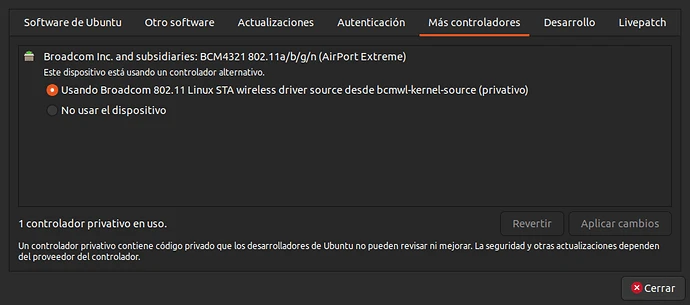 Software de Ubuntu Otro software Actualizaciones Autenticación Más controladores Desarrollo Livepatch
Broadcom Inc. and subsidiaries: BCM4321 802.11a/b/g/n (AirPort Extreme)
Este dispositivo está usando un controlador alternativo.
Usando Broadcom 802.11 Linux STA wireless driver source desde bcmwl-kernel-source (privativo)
No usar el dispositivo
1 controlador privativo en uso.
Revertir Aplicar cambios
Un controlador privativo contiene código privado que los desarrolladores de Ubuntu no pueden revisar ni mejorar. La seguridad y otras actualizaciones dependen
del proveedor del controlador.
Cerrar